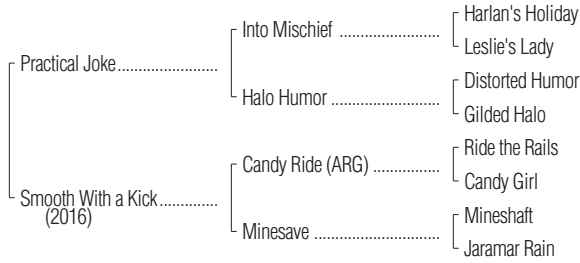 Harlan's Holiday
Into Mischief ......................
Leslie's Lady
Practical Joke......................
Distorted Humor
Halo Humor ........................
Gilded Halo
Ride the Rails
Candy Ride (ARG) ...............
Candy Girl
Smooth With a Kick.............
(2016)
Mineshaft
Minesave ............................
Jaramar Rain